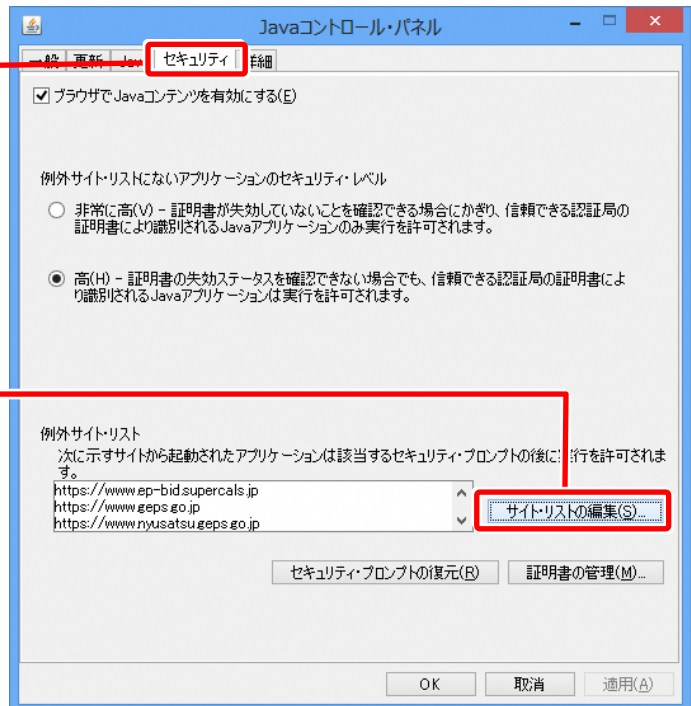 Javaコントロール・パネル
一般 更新 Java セキュリティ 詳細
ブラウザでJavaコンテンツを有効にする(E)
例外サイト・リストにないアプリケーションのセキュリティ・レベル
非常に高(V) - 証明書が失効していないことを確認できる場合にかぎり、信頼できる認証局の
証明書により識別されるJavaアプリケーションのみ実行を許可されます。
高(H) - 証明書の失効ステータスを確認できない場合でも、信頼できる認証局の証明書によ
り識別されるJavaアプリケーションは実行を許可されます。
例外サイト・リスト
次に示すサイトから起動されたアプリケーションは該当するセキュリティ・プロンプトの後に実行を許可されま
す。
https://www.ep-bid.supercals.jp
https://www.geps.go.jp
https://www.nyusatsu.geps.go.jp
サイト・リストの編集(S)...
セキュリティ・プロンプトの復元(R) 証明書の管理(M)...
OK 取消 適用(A)